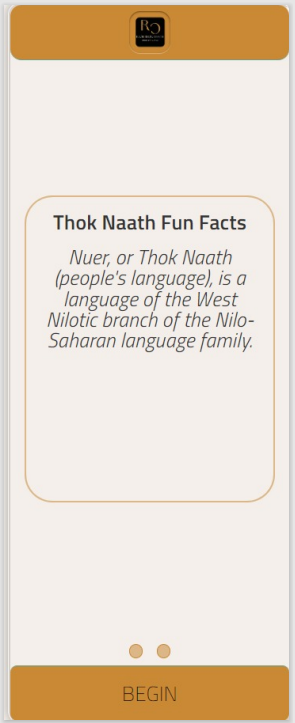 RC
Thok Naath Fun Facts
Nuer, or Thok Naath
(people's language), is a
language of the West
Nilotic branch of the Nilo-
Saharan language family.
BEGIN